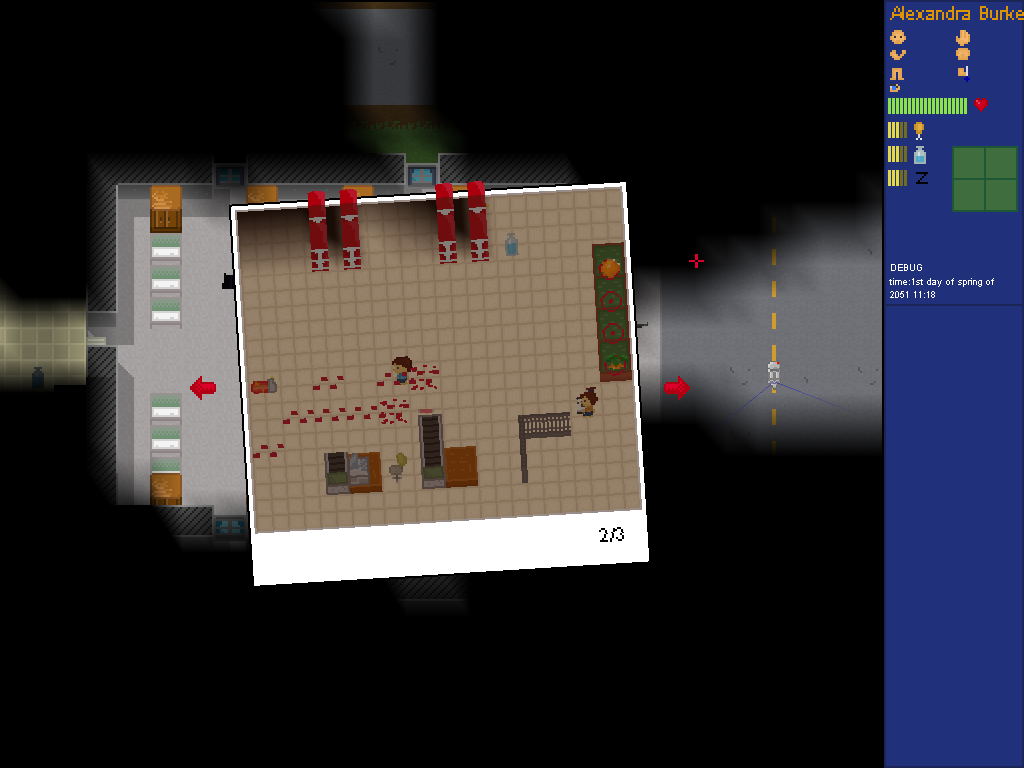 Alexandra Burke
Z
DEBUG
time:1st day of spring of
2051 11:18
2/3